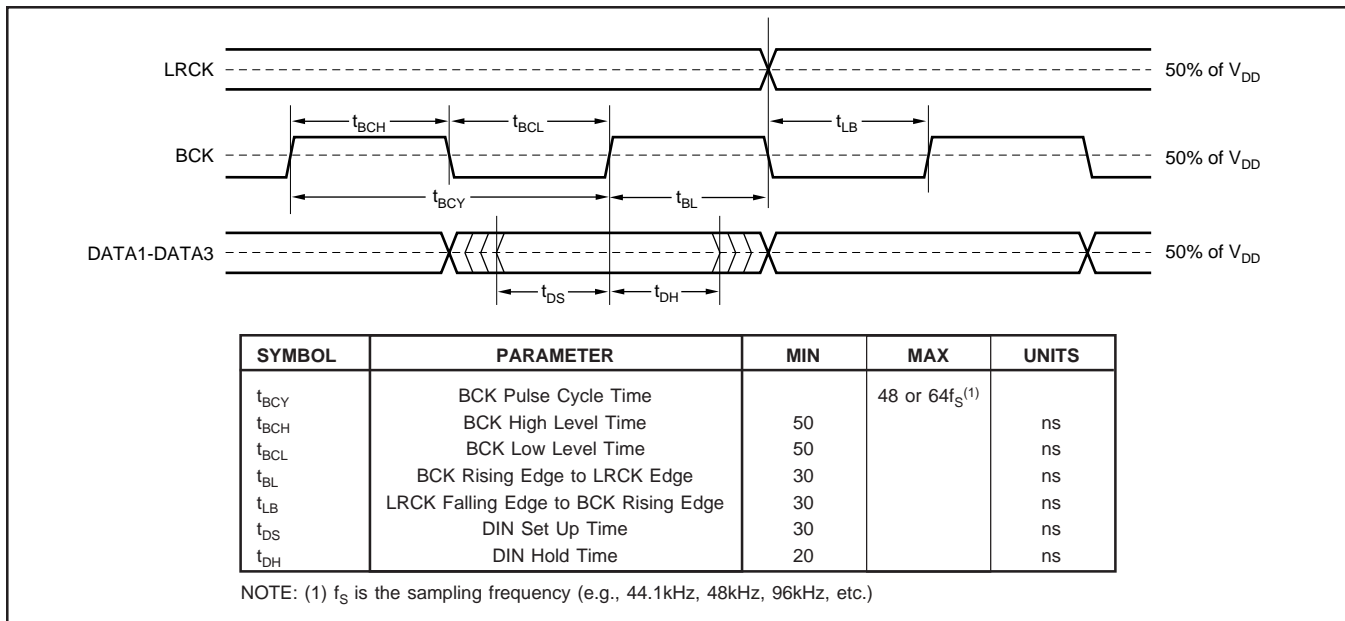 LRCK
50% of VDD
tBCH
tBCL
tLB
BCK
50% of VDD
tBCY
tBL
DATA1-DATA3
50% of VDD
tDS
tDH
SYMBOL PARAMETER MIN MAX UNITS
tBCY BCK Pulse Cycle Time 48 or 64fS(1)
tBCH BCK High Level Time 50 ns
tBCL BCK Low Level Time 50 ns
tBL BCK Rising Edge to LRCK Edge 30 ns
tLB LRCK Falling Edge to BCK Rising Edge 30 ns
tDS DIN Set Up Time 30 ns
tDH DIN Hold Time 20 ns
NOTE: (1) fS is the sampling frequency (e.g., 44.1kHz, 48kHz, 96kHz, etc.)